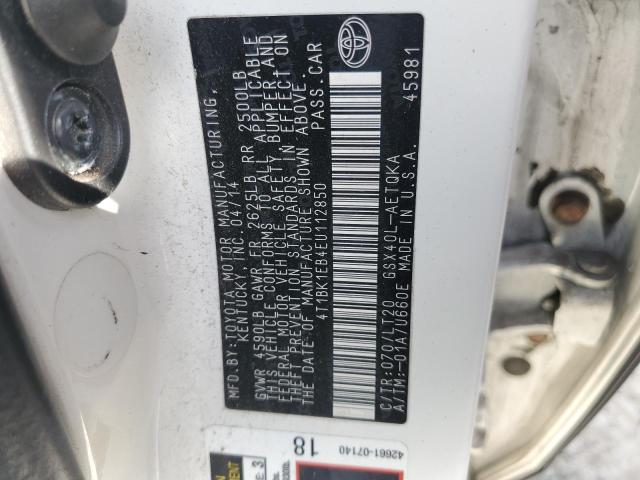 MFD.BY:TOYOTA MOTOR MANUFACTURING,
KENTUCKY, INC. 04/14
GVWR 4590LB GAWR FR 2625LB RR 2500LB
THIS VEHICLE CONFORMS TO ALL APPLICABLE
FEDERAL MOTOR VEHICLE SAFETY, BUMPER, AND
THEFT PREVENTION STANDARDS IN EFFECT ON
THE DATE OF MANUFACTURE SHOWN ABOVE.
4T1BK1EB4EU112850 PASS.CAR
C/TR:070/LT20 GSX40L-AETQKA 45981
A/TM:-01A/U660E MADE IN U.S.A.
42661-07140
18